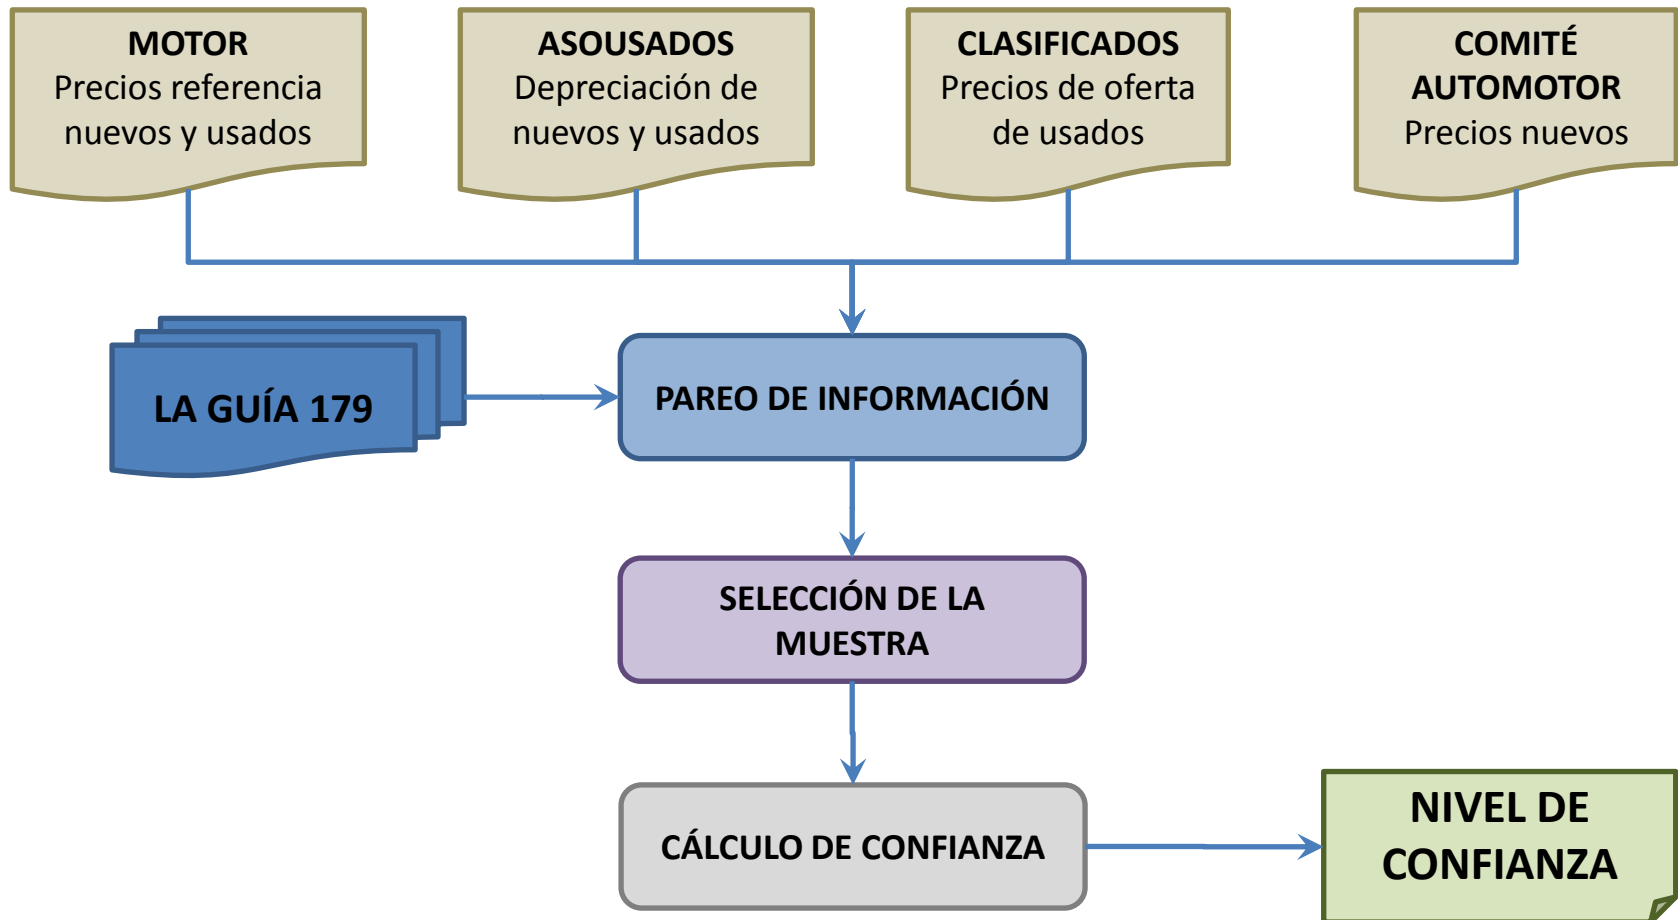 MOTOR
Precios referencia
nuevos y usados
ASOUSADOS
Depreciación de
nuevos y usados
CLASIFICADOS
Precios de oferta
de usados
COMITÉ
AUTOMOTOR
Precios nuevos
LA GUÍA 179
PAREO DE INFORMACIÓN
SELECCIÓN DE LA
MUESTRA
CÁLCULO DE CONFIANZA
NIVEL DE
CONFIANZA